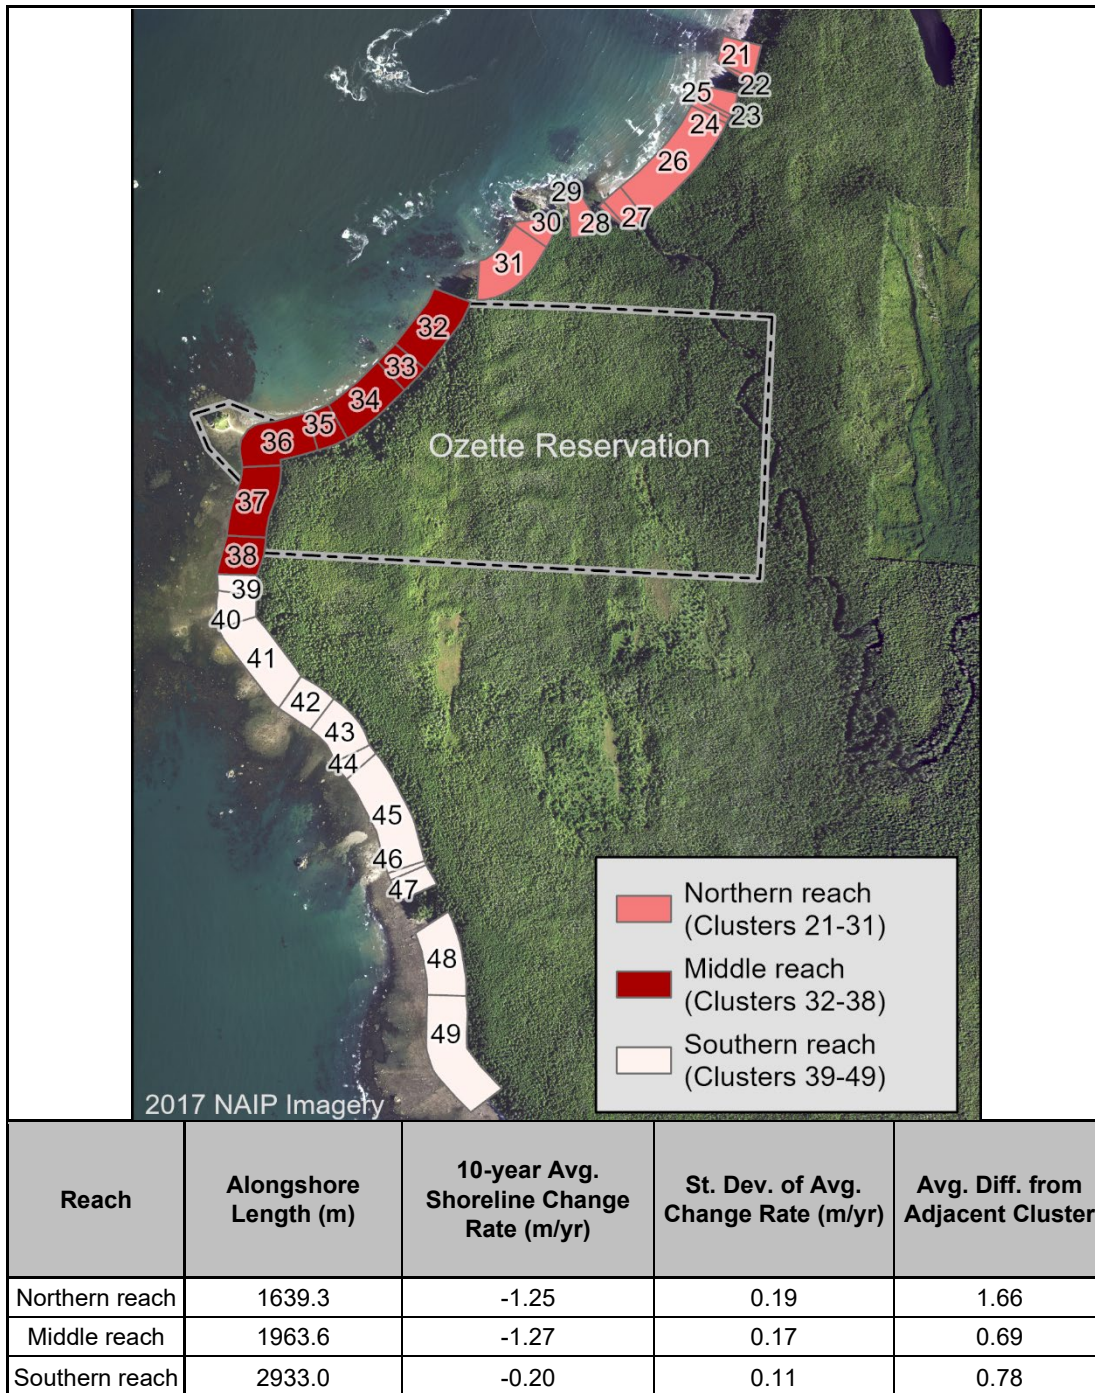 21
22
25
23
24
26
29
27
28
30
31
32
33
34
35
36
Ozette Reservation
37
38
39
40
41
42
43
44
45
46
47
48
49
Northern reach
(Clusters 21-31)
Middle reach
(Clusters 32-38)
Southern reach
(Clusters 39-49)
2017 NAIP Imagery
Reach
Alongshore
Length (m)
10-year Avg.
Shoreline Change
Rate (m/yr)
St. Dev. of Avg.
Change Rate (m/yr)
Avg. Diff. from
Adjacent Cluster
Northern reach 1639.3 -1.25 0.19 1.66
Middle reach 1963.6 -1.27 0.17 0.69
Southern reach 2933.0 -0.20 0.11 0.78